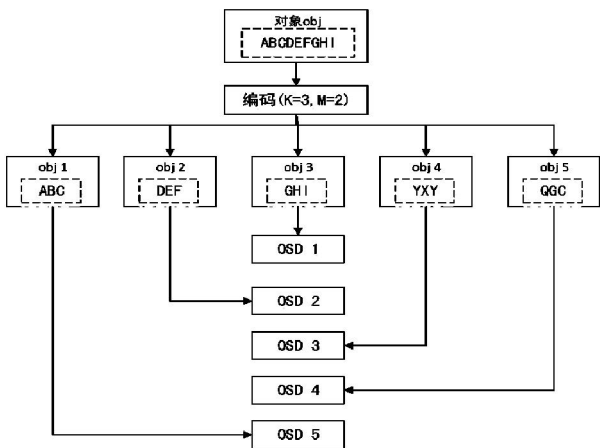 对象obj
ABCDEFGHI
编码(K=3,M=2)
obj 1
ABC
obj 2
DEF
obj 3
GHI
obj 4
YXY
obj 5
QGC
OSD 1
OSD 2
OSD 3
OSD 4
OSD 5